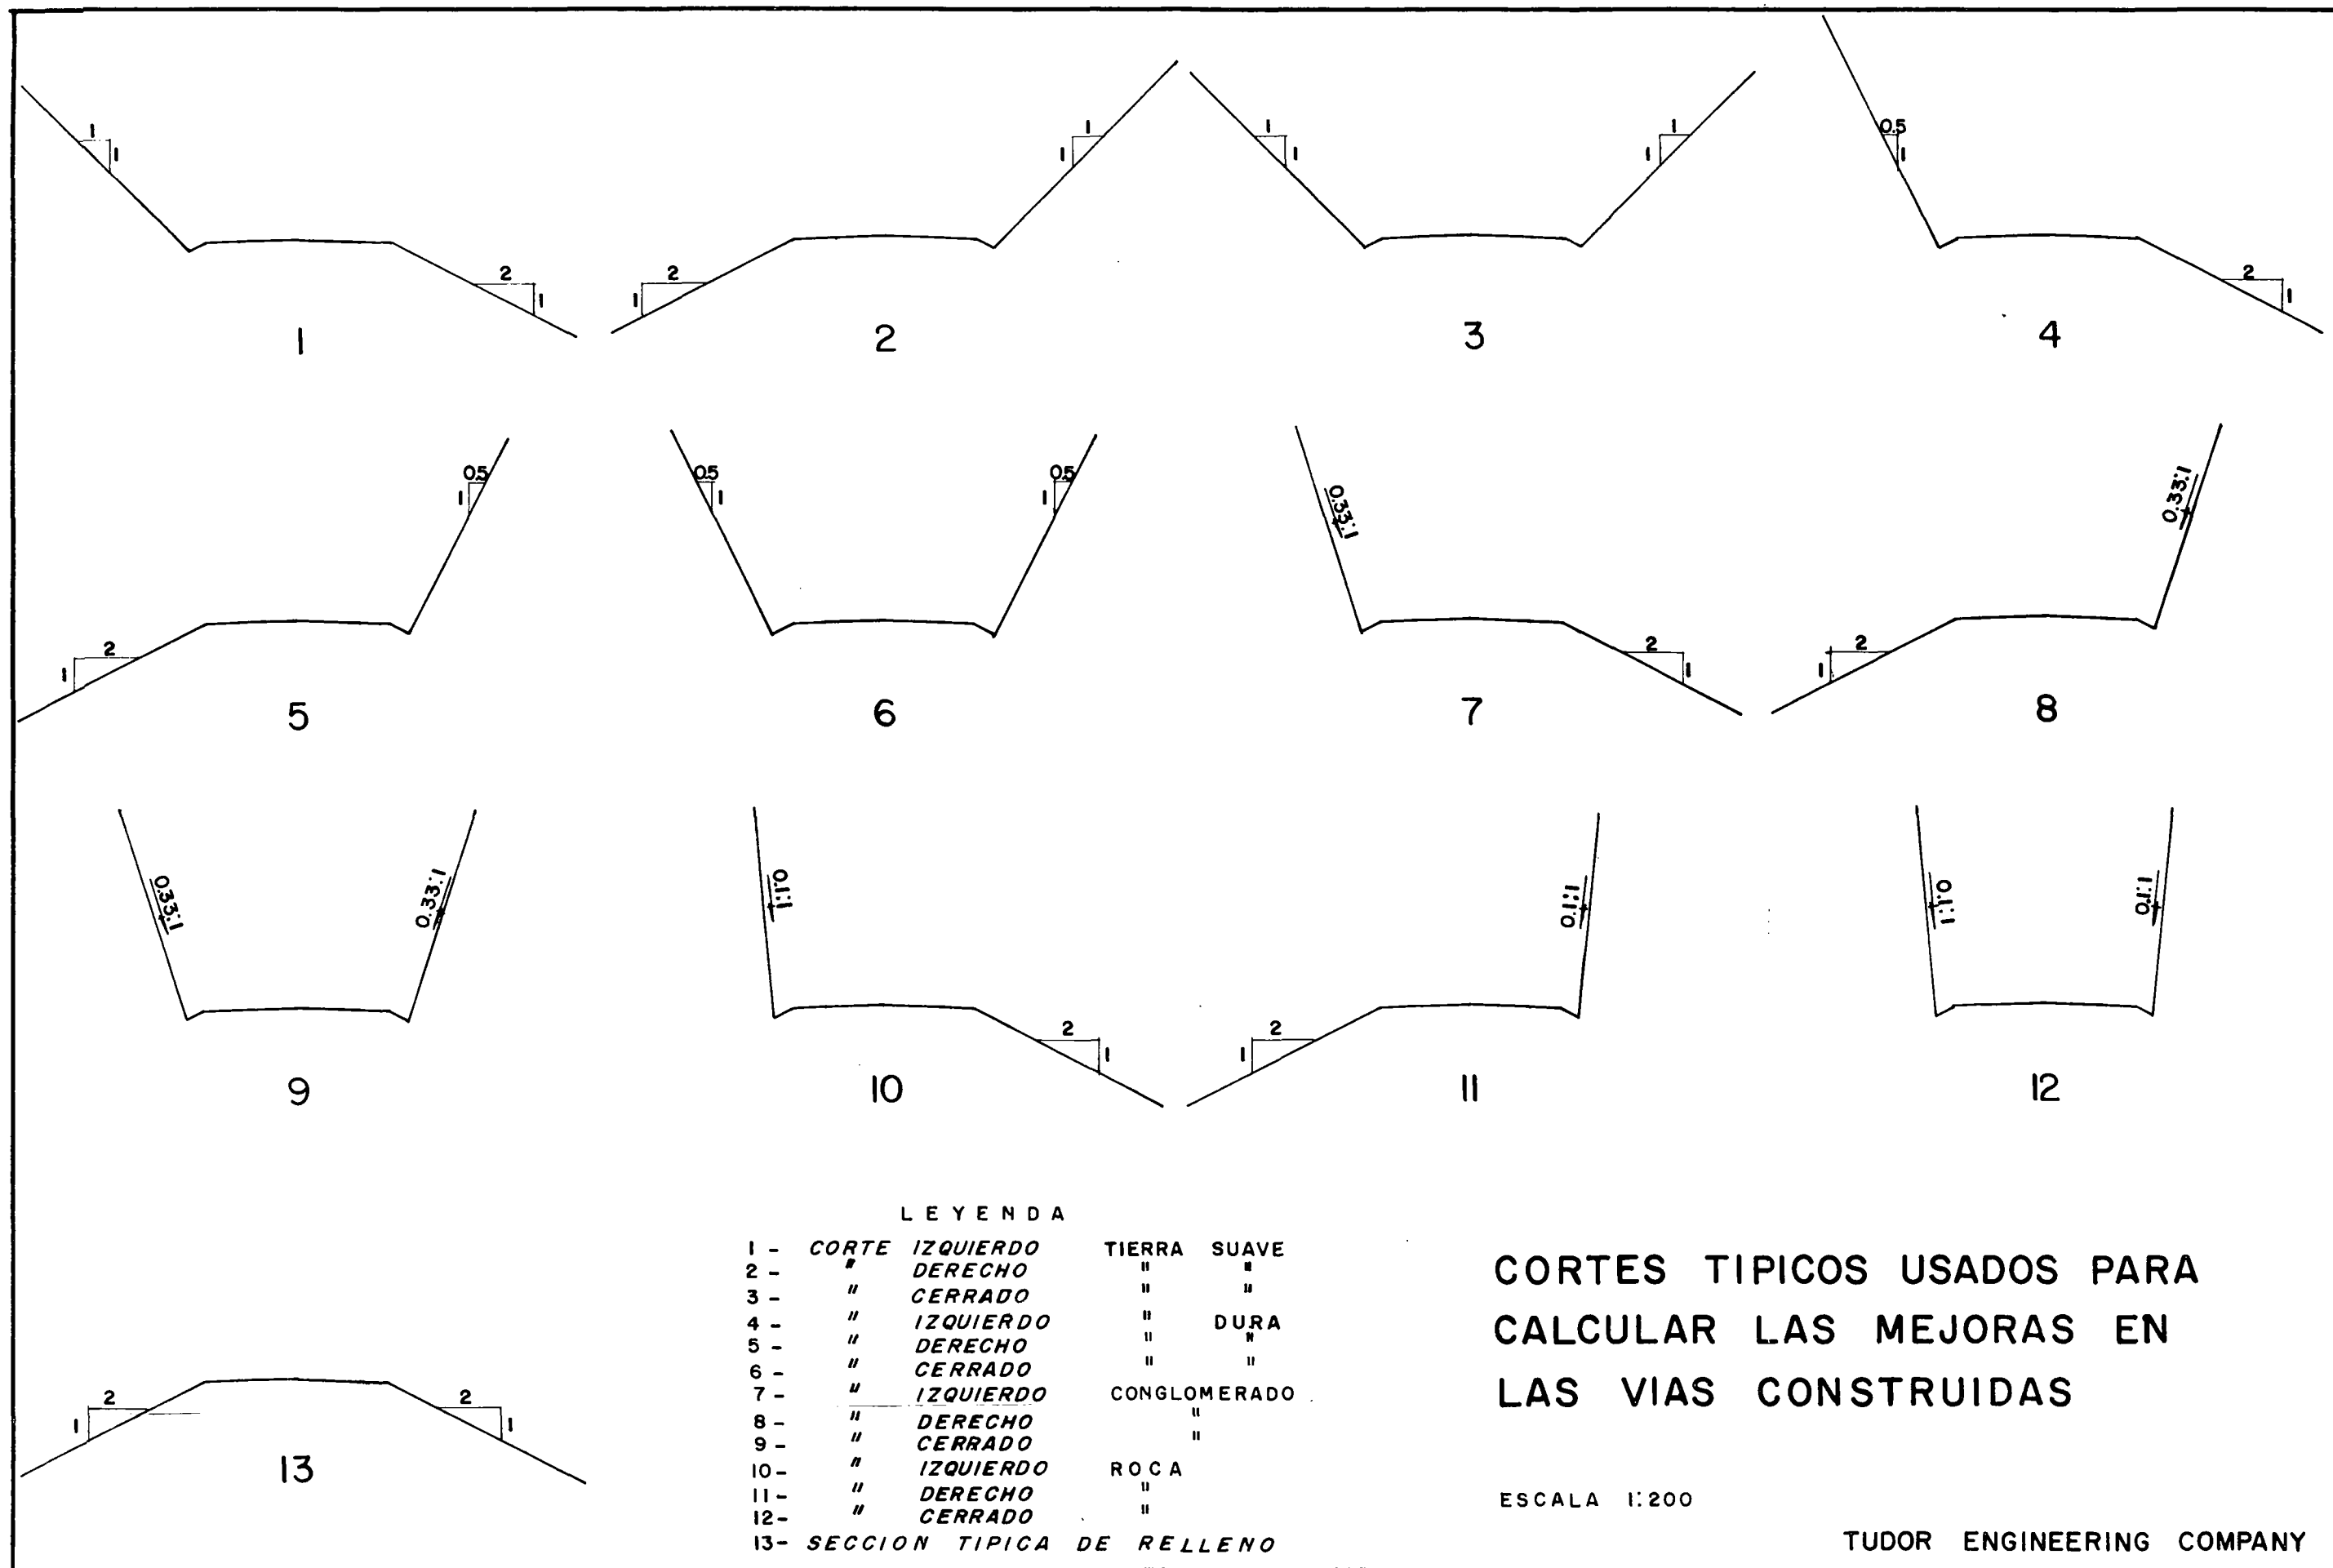 1 1 1 1 1 1 0.5 1
1 1
2 1 1 2 2 1
1 2 3 4
0.5 1 0.5 1 0.5 1 0.33:1 0.33:1
1 2 2 1 1 2
5 6 7 8
0.33:1 0.33:1 0.1:1 0.1:1 0.1:1 0.1:1
2 1 1 2
9 10 11 12
LEYENDA
1 - CORTE IZQUIERDO TIERRA SUAVE
2 - " DERECHO " "
3 - " CERRADO " "
4 - " IZQUIERDO " DURA
5 - " DERECHO " "
6 - " CERRADO " "
7 - " IZQUIERDO CONGLOMERADO
8 - " DERECHO "
9 - " CERRADO "
10 - " IZQUIERDO ROCA
11 - " DERECHO "
12 - " CERRADO "
13 - SECCION TIPICA DE RELLENO
1 2 2 1
13
CORTES TIPICOS USADOS PARA
CALCULAR LAS MEJORAS EN
LAS VIAS CONSTRUIDAS
ESCALA 1:200
TUDOR ENGINEERING COMPANY